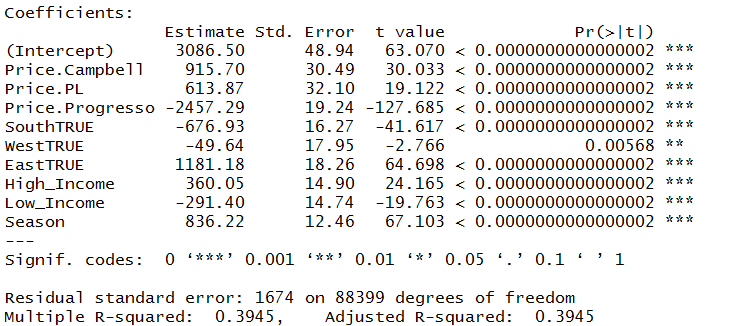 Coefficients:
                 Estimate Std. Error  t value             Pr(>|t|)
(Intercept)       3086.50      48.94   63.070 < 0.0000000000000002 ***
Price.Campbell     915.70      30.49   30.033 < 0.0000000000000002 ***
Price.PL           613.87      32.10   19.122 < 0.0000000000000002 ***
Price.Progresso -2457.29      19.24 -127.685 < 0.0000000000000002 ***
SouthTRUE         -676.93      16.27  -41.617 < 0.0000000000000002 ***
WestTRUE           -49.64      17.95   -2.766              0.00568 **
EastTRUE          1181.18      18.26   64.698 < 0.0000000000000002 ***
High_Income        360.05      14.90   24.165 < 0.0000000000000002 ***
Low_Income        -291.40      14.74  -19.763 < 0.0000000000000002 ***
Season             836.22      12.46   67.103 < 0.0000000000000002 ***
---
Signif. codes:  0 ‘***’ 0.001 ‘**’ 0.01 ‘*’ 0.05 ‘.’ 0.1 ‘ ’ 1
Residual standard error: 1674 on 88399 degrees of freedom
Multiple R-squared:  0.3945,    Adjusted R-squared:  0.3945